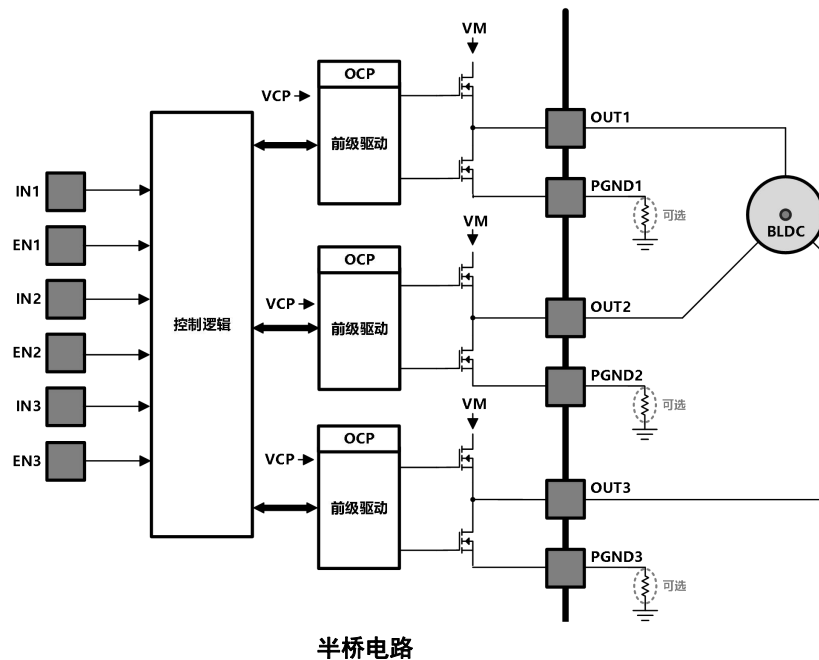 VM
OCP
VCP
前级驱动
OUT1
PGND1
可选
IN1
EN1
IN2
EN2
IN3
EN3
控制逻辑
BLDC
VM
OCP
VCP
前级驱动
OUT2
PGND2
可选
VM
OCP
VCP
前级驱动
OUT3
PGND3
可选
半桥电路